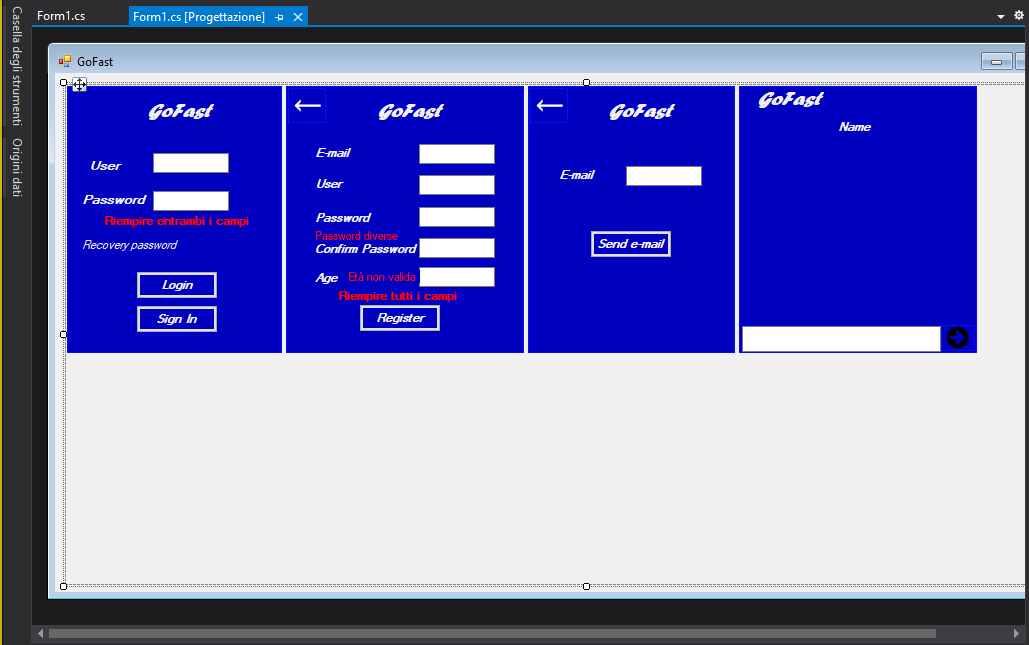 Form1.cs
Form1.cs [Progettazione]
Casella degli strumenti
Origini dati
GoFast
GoFast
User
Password
Riempire entrambi i campi
Recovery password
Login
Sign In
GoFast
E-mail
User
Password
Password diverse
Confirm Password
Age
Età non valida
Riempire tutti i campi
Register
GoFast
E-mail
Send e-mail
GoFast
Name